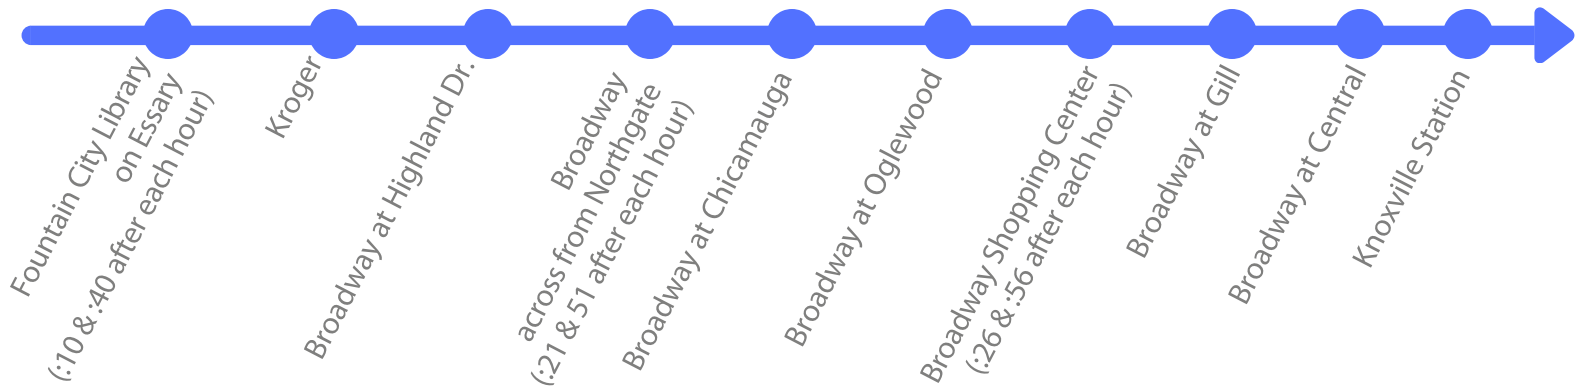 Fountain City Library
on Essary
(:10 & :40 after each hour)
Kroger
Broadway at Highland Dr.
Broadway
across from Northgate
(:21 & 51 after each hour)
Broadway at Chicamauga
Broadway at Oglewood
Broadway Shopping Center
(:26 & :56 after each hour)
Broadway at Gill
Broadway at Central
Knoxville Station